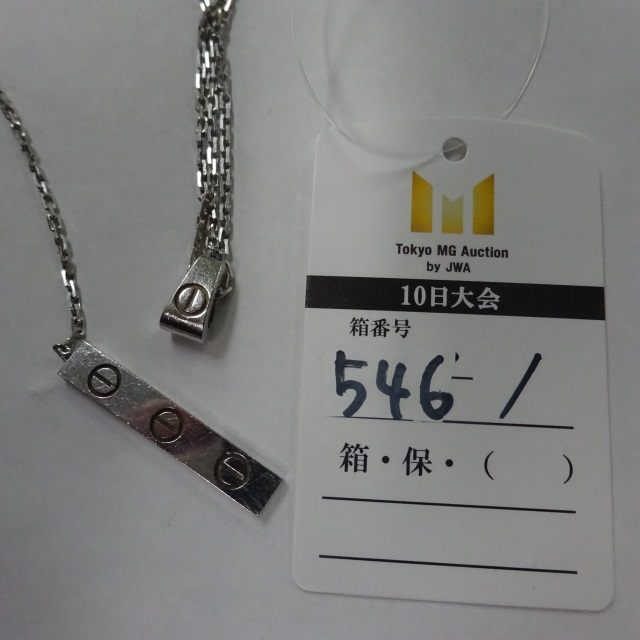 Tokyo MG Auction
by JWA
10日大会
箱番号
546-1
箱・保・（　　）